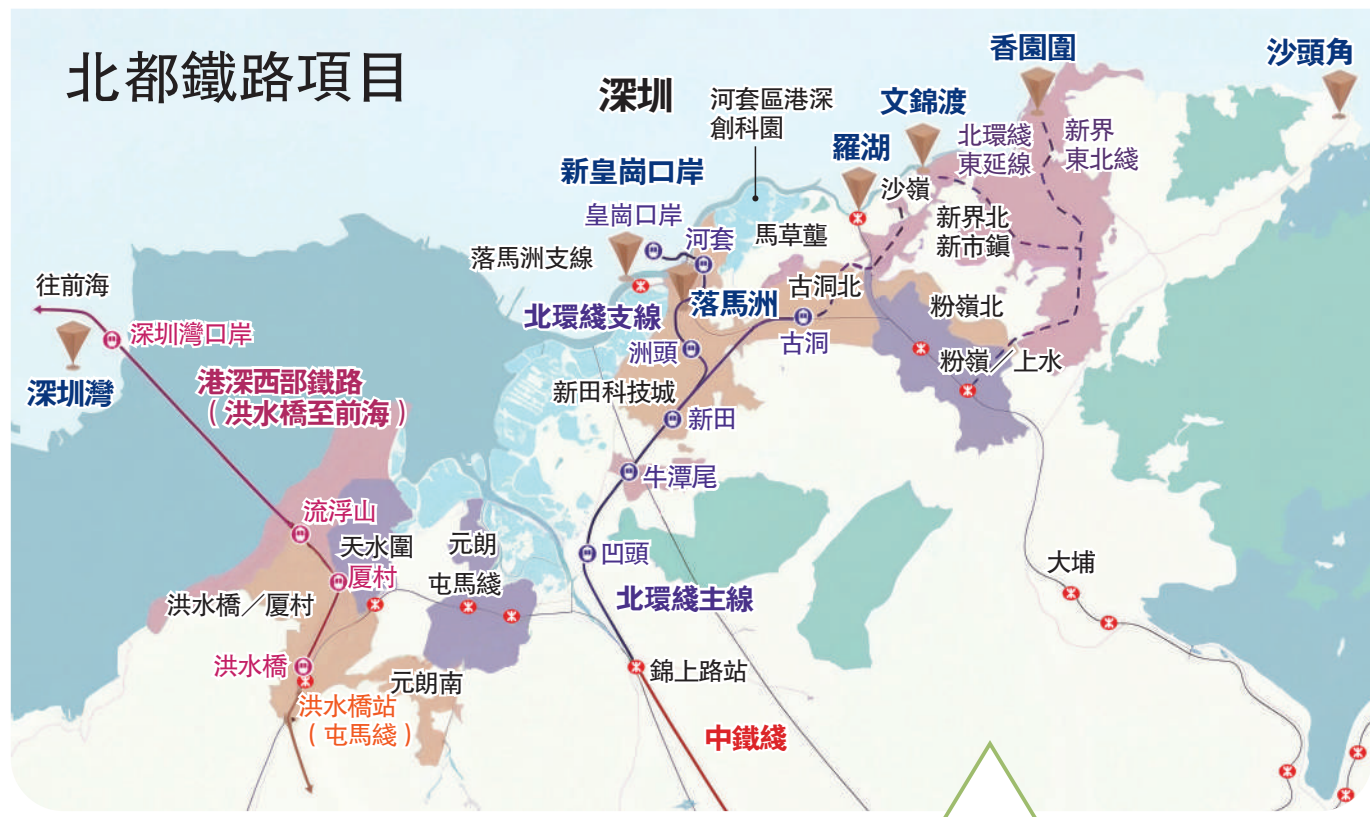 北都鐵路項目
深圳
河套區港深
創科園
香園圍
沙頭角
文錦渡
羅湖
北環綫
東延線
新界
東北綫
新皇崗口岸
皇崗口岸
沙嶺
河套
馬草壟
新界北
新市鎮
落馬洲支線
往前海
落馬洲
古洞北
粉嶺北
北環綫支線
深圳灣口岸
洲頭
古洞
粉嶺／上水
深圳灣
港深西部鐵路
（洪水橋至前海）
新田科技城
新田
牛潭尾
流浮山
天水圍
元朗
凹頭
大埔
厦村
屯馬綫
洪水橋／厦村
北環綫主線
洪水橋
元朗南
錦上路站
洪水橋站
（屯馬綫）
中鐵綫